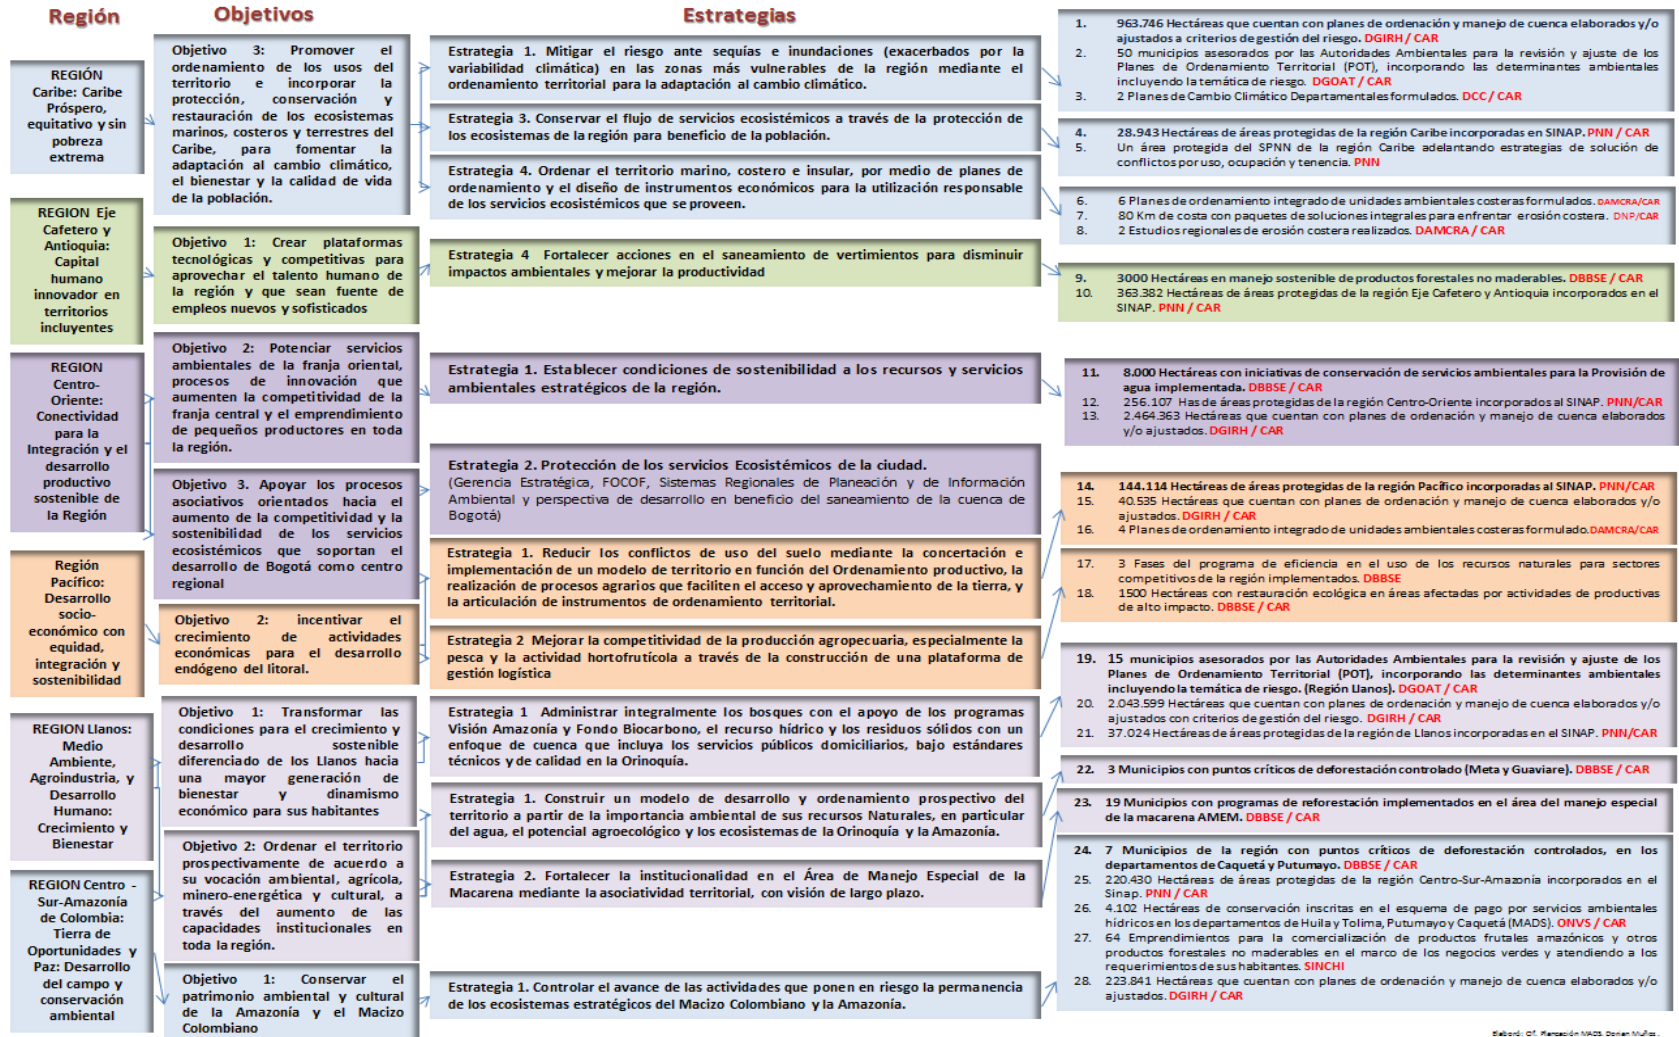 Región
Objetivos
Estrategias
REGIÓN
Caribe: Caribe
Próspero,
equitativo y sin
pobreza
extrema
REGION Eje
Cafetero y
Antioquia:
Capital
humano
innovador en
territorios
incluyentes
REGION
Centro-
Oriente:
Conectividad
para la
Integración y el
desarrollo
productivo
sostenible de
la Región
Región
Pacífico:
Desarrollo
socio-
económico con
equidad,
integración y
sostenibilidad
REGION Llanos:
Medio
Ambiente,
Agroindustria, y
Desarrollo
Humano:
Crecimiento y
Bienestar
REGION Centro -
Sur-Amazonía
de Colombia:
Tierra de
Oportunidades y
Paz: Desarrollo
del campo y
conservación
ambiental
Objetivo 3: Promover el
ordenamiento de los usos del
territorio e incorporar la
protección, conservación y
restauración de los ecosistemas
marinos, costeros y terrestres del
Caribe, para fomentar la
adaptación al cambio climático,
el bienestar y la calidad de vida
de la población.
Objetivo 1: Crear plataformas
tecnológicas y competitivas para
aprovechar el talento humano de
la región y que sean fuente de
empleos nuevos y sofisticados
Objetivo 2: Potenciar servicios
ambientales de la franja oriental,
procesos de innovación que
aumenten la competitividad de la
franja central y el emprendimiento
de pequeños productores en toda
la región.
Objetivo 3. Apoyar los procesos
asociativos orientados hacia el
aumento de la competitividad y la
sostenibilidad de los servicios
ecosistémicos que soportan el
desarrollo de Bogotá como centro
regional
Objetivo 2: incentivar el
crecimiento de actividades
económicas para el desarrollo
endógeno del litoral.
Objetivo 1: Transformar las
condiciones para el crecimiento y
desarrollo sostenible
diferenciado de los Llanos hacia
una mayor generación de
bienestar y dinamismo
económico para sus habitantes
Objetivo 2: Ordenar el territorio
prospectivamente de acuerdo a
su vocación ambiental, agrícola,
minero-energética y cultural, a
través del aumento de las
capacidades institucionales en
toda la región.
Objetivo 1: Conservar el
patrimonio ambiental y cultural
de la Amazonía y el Macizo
Colombiano
Estrategia 1. Mitigar el riesgo ante sequías e inundaciones (exacerbados por la
variabilidad climática) en las zonas más vulnerables de la región mediante el
ordenamiento territorial para la adaptación al cambio climático.
Estrategia 3. Conservar el flujo de servicios ecosistémicos a través de la protección de
los ecosistemas de la región para beneficio de la población.
Estrategia 4. Ordenar el territorio marino, costero e insular, por medio de planes
de ordenamiento y el diseño de instrumentos económicos para la utilización responsable
de los servicios ecosistémicos que se proveen.
Estrategia 4 Fortalecer acciones en el saneamiento de vertimientos para disminuir
impactos ambientales y mejorar la productividad
Estrategia 1. Establecer condiciones de sostenibilidad a los recursos y servicios
ambientales estratégicos de la región.
Estrategia 2. Protección de los servicios Ecosistémicos de la ciudad.
(Gerencia Estratégica, FOCOF, Sistemas Regionales de Planeación y de Información
Ambiental y perspectiva de desarrollo en beneficio del saneamiento de la cuenca de
Bogotá)
Estrategia 1. Reducir los conflictos de uso del suelo mediante la concertación e
implementación de un modelo de territorio en función del Ordenamiento productivo, la
realización de procesos agrarios que faciliten el acceso y aprovechamiento de la tierra, y
la articulación de instrumentos de ordenamiento territorial.
Estrategia 2 Mejorar la competitividad de la producción agropecuaria, especialmente la
pesca y la actividad hortofrutícola a través de la construcción de una plataforma de
gestión logística
Estrategia 1 Administrar integralmente los bosques con el apoyo de los programas
Visión Amazonía y Fondo Biocarbono, el recurso hídrico y los residuos sólidos con un
enfoque de cuenca que incluya los servicios públicos domiciliarios, bajo estándares
técnicos y de calidad en la Orinoquía.
Estrategia 1. Construir un modelo de desarrollo y ordenamiento prospectivo del
territorio a partir de la importancia ambiental de sus recursos Naturales, en particular
del agua, el potencial agroecológico y los ecosistemas de la Orinoquía y la Amazonía.
Estrategia 2. Fortalecer la institucionalidad en el Área de Manejo Especial de la
Macarena mediante la asociatividad territorial, con visión de largo plazo.
Estrategia 1. Controlar el avance de las actividades que ponen en riesgo la permanencia
de los ecosistemas estratégicos del Macizo Colombiano y la Amazonía.
1. 963.746 Hectáreas que cuentan con planes de ordenación y manejo de cuenca elaborados y/o
ajustados a criterios de gestión del riesgo. DGIRH / CAR
2. 50 municipios asesorados por las Autoridades Ambientales para la revisión y ajuste de los
Planes de Ordenamiento Territorial (POT), incorporando las determinantes ambientales
incluyendo la temática de riesgo. DGOAT / CAR
3. 2 Planes de Cambio Climático Departamentales formulados. DCC / CAR
4. 28.943 Hectáreas de áreas protegidas de la región Caribe incorporadas en SINAP. PNN / CAR
5. Un área protegida del SPNN de la región Caribe adelantando estrategias de solución de
conflictos por uso, ocupación y tenencia. PNN
6. 6 Planes de ordenamiento integrado de unidades ambientales costeras formulados. DAMCRA/CAR
7. 80 Km de costa con paquetes de soluciones integrales para enfrentar erosión costera. DNP/CAR
8. 2 Estudios regionales de erosión costera realizados. DAMCRA / CAR
9. 3000 Hectáreas en manejo sostenible de productos forestales no maderables. DBBSE / CAR
10. 363.382 Hectáreas de áreas protegidas de la región Eje Cafetero y Antioquia incorporados en el
SINAP. PNN / CAR
11. 8.000 Hectáreas con iniciativas de conservación de servicios ambientales para la Provisión de
agua implementada. DBBSE / CAR
12. 256.107 Has de áreas protegidas de la región Centro-Oriente incorporados al SINAP. PNN/CAR
13. 2.464.363 Hectáreas que cuentan con planes de ordenación y manejo de cuenca elaborados
y/o ajustados. DGIRH / CAR
14. 144.114 Hectáreas de áreas protegidas de la región Pacífico incorporadas al SINAP. PNN/CAR
15. 40.535 Hectáreas que cuentan con planes de ordenación y manejo de cuenca elaborados y/o
ajustados. DGIRH / CAR
16. 4 Planes de ordenamiento integrado de unidades ambientales costeras formulado. DAMCRA/CAR
17. 3 Fases del programa de eficiencia en el uso de los recursos naturales para sectores
competitivos de la región implementados. DBBSE
18. 1500 Hectáreas con restauración ecológica en áreas afectadas por actividades de productivas
de alto impacto. DBBSE / CAR
19. 15 municipios asesorados por las Autoridades Ambientales para la revisión y ajuste de los
Planes de Ordenamiento Territorial (POT), incorporando las determinantes ambientales
incluyendo la temática de riesgo. (Región Llanos). DGOAT / CAR
20. 2.043.599 Hectáreas que cuentan con planes de ordenación y manejo de cuenca elaborados y/o
ajustados con criterios de gestión del riesgo. DGIRH / CAR
21. 37.024 Hectáreas de áreas protegidas de la región de Llanos incorporadas en el SINAP. PNN/CAR
22. 3 Municipios con puntos críticos de deforestación controlado (Meta y Guaviare). DBBSE / CAR
23. 19 Municipios con programas de reforestación implementados en el área del manejo especial
de la macarena AMEM. DBBSE / CAR
24. 7 Municipios de la región con puntos críticos de deforestación controlados, en los
departamentos de Caquetá y Putumayo. DBBSE / CAR
25. 220.430 Hectáreas de áreas protegidas de la región Centro-Sur-Amazonía incorporados en el
Sinap. PNN / CAR
26. 4.102 Hectáreas de conservación inscritas en el esquema de pago por servicios ambientales
hídricos en los departamentos de Huila y Tolima, Putumayo y Caquetá (MADS). ONVS / CAR
27. 64 Emprendimientos para la comercialización de productos frutales amazónicos y otros
productos forestales no maderables en el marco de los negocios verdes y atendiendo a los
requerimientos de sus habitantes. SINCHI
28. 223.841 Hectáreas que cuentan con planes de ordenación y manejo de cuenca elaborados y/o
ajustados. DGIRH / CAR
Elaboró: Of. Planeación MADS. Dorian Muñoz.